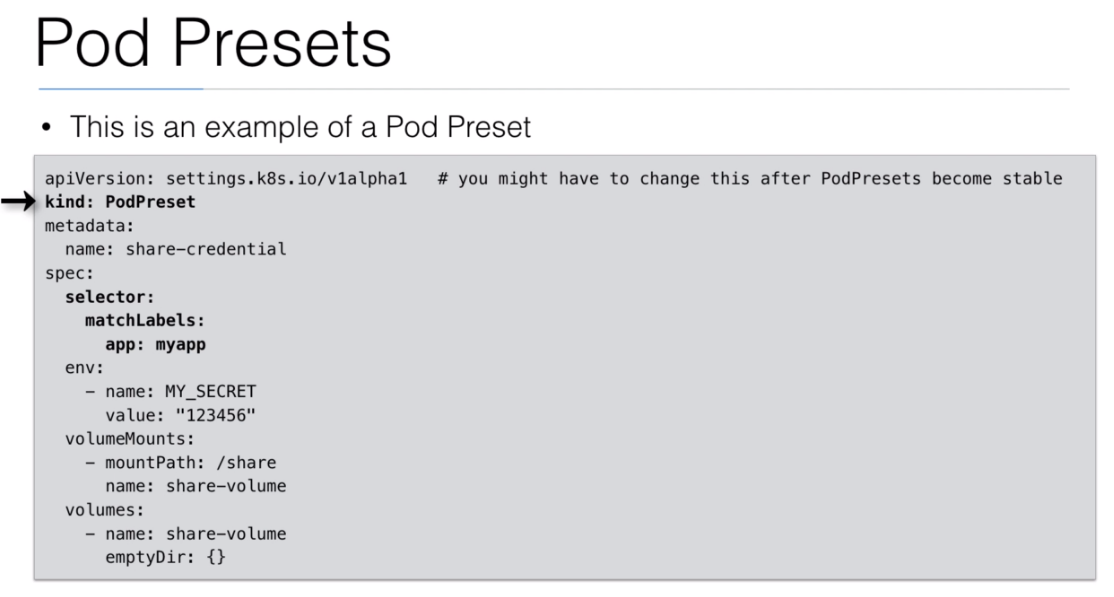 Pod Presets
• This is an example of a Pod Preset
apiVersion: settings.k8s.io/v1alpha1   # you might have to change this after PodPresets become stable
kind: PodPreset
metadata:
  name: share-credential
spec:
  selector:
    matchLabels:
      app: myapp
  env:
    - name: MY_SECRET
      value: "123456"
  volumeMounts:
    - mountPath: /share
      name: share-volume
  volumes:
    - name: share-volume
      emptyDir: {}